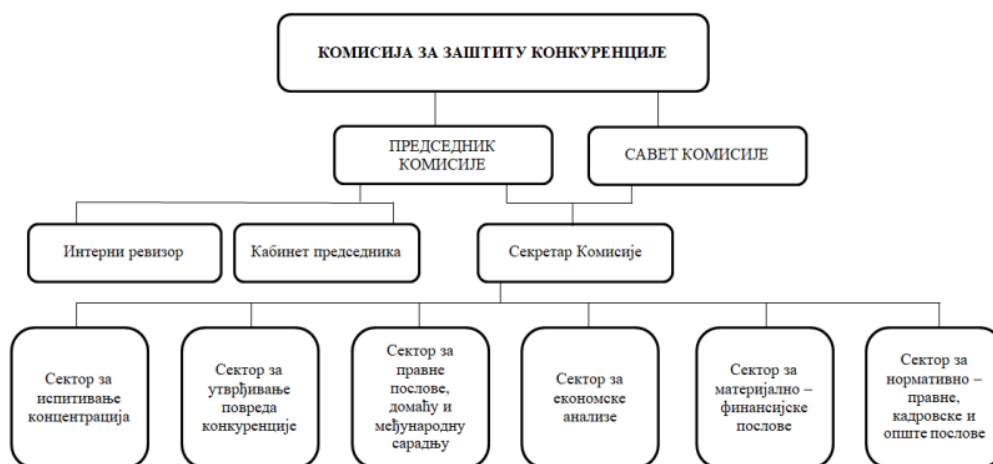 КОМИСИЈА ЗА ЗАШТИТУ КОНКУРЕНЦИЈЕ
ПРЕДСЕДНИК
КОМИСИЈЕ
САВЕТ КОМИСИЈЕ
Интерни ревизор
Кабинет председника
Секретар Комисије
Сектор за
испитивање
концентрација
Сектор за
утврђивање
повреда
конкуренције
Сектор за
правне
послове,
домаћу и
међународну
сарадњу
Сектор за
економске
анализе
Сектор за
материјално –
финансијске
послове
Сектор за
нормативно –
правне,
кадровске и
опште послове